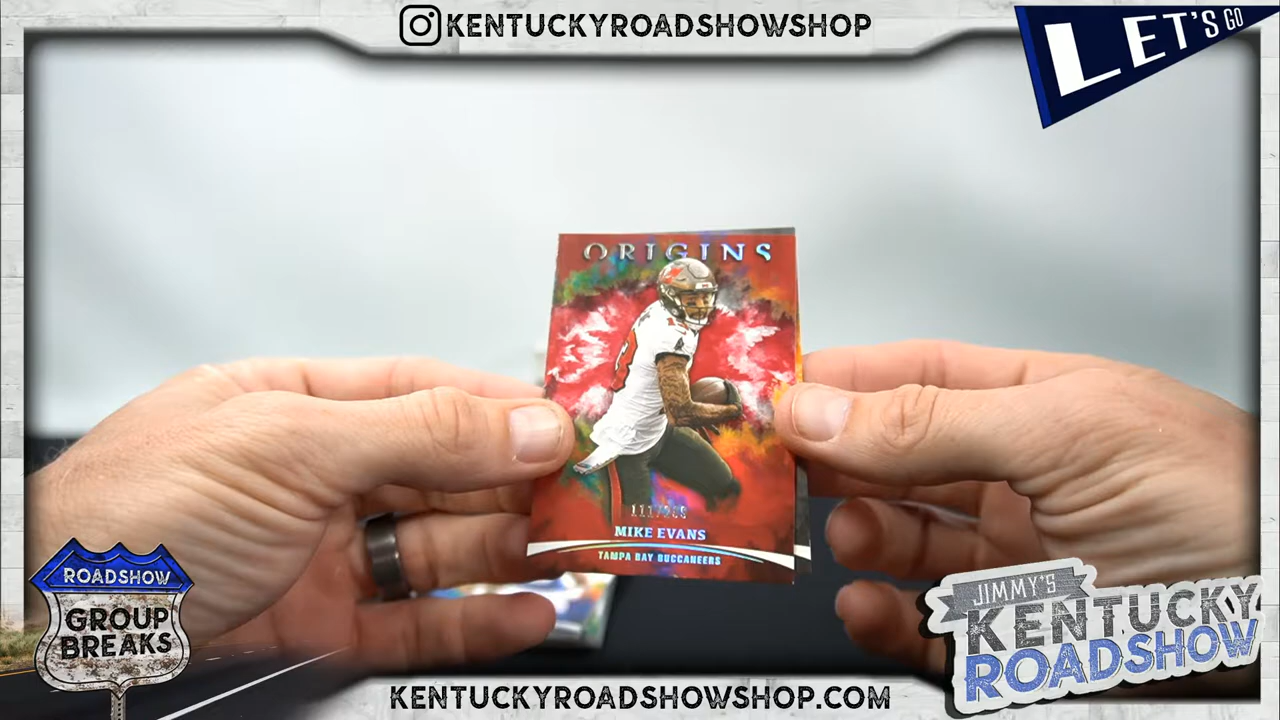 KENTUCKYROADSHOWSHOP
LET'S GO
ORIGINS
MIKE EVANS
TAMPA BAY BUCCANEERS
ROADSHOW
GROUP
BREAKS
JIMMY'S
KENTUCKY
ROADSHOW
KENTUCKYROADSHOWSHOP.COM